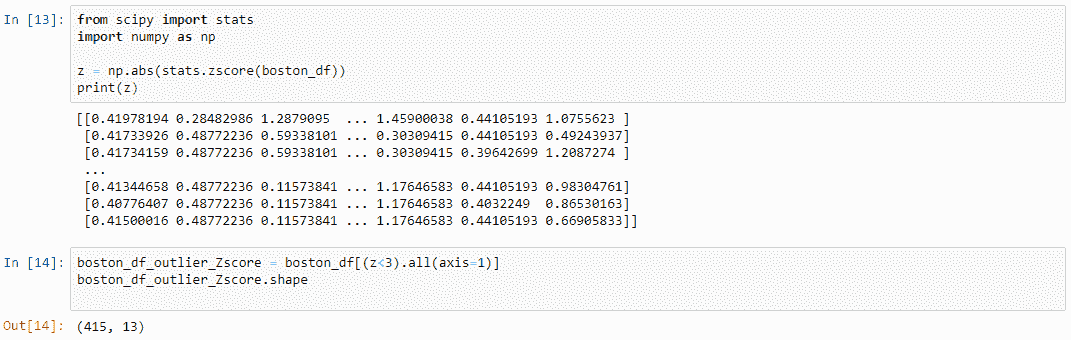 In [13]: from scipy import stats
import numpy as np
z = np.abs(stats.zscore(boston_df))
print(z)
[[0.41978194 0.28482986 1.2879095  ... 1.45900038 0.44105193 1.0755623 ]
[0.41733926 0.48772236 0.59338101 ... 0.30309415 0.44105193 0.49243937]
[0.41734159 0.48772236 0.59338101 ... 0.30309415 0.39642699 1.2087274 ]
...
[0.41344658 0.48772236 0.11573841 ... 1.17646583 0.44105193 0.98304761]
[0.40776407 0.48772236 0.11573841 ... 1.17646583 0.4032249  0.86530163]
[0.41500016 0.48772236 0.11573841 ... 1.17646583 0.44105193 0.66905833]]
In [14]: boston_df_outlier_Zscore = boston_df[(z<3).all(axis=1)]
boston_df_outlier_Zscore.shape
Out[14]: (415, 13)